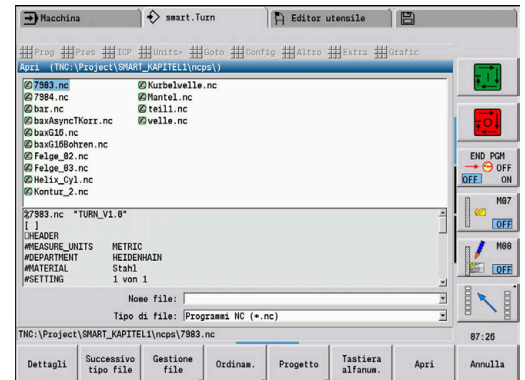 Macchina smart.Turn Editor utensile
Prog Pres ICP Units» Goto Config Altro Extra Grafic
Apri (TNC:\Project\SMART_KAPITEL1\ncps\)
7983.nc Kurbelwelle.nc
7984.nc Mantel.nc
bar.nc teil1.nc
baxAsyncTKorr.nc welle.nc
baxG16.nc
baxG16Bohren.nc
Felge_02.nc
Felge_03.nc
Helix_Cyl.nc
Kontur_2.nc
%7983.nc "TURN_V1.0"
[ ]
HEADER
#MEASURE_UNITS METRIC
#DEPARTMENT HEIDENHAIN
#MATERIAL Stahl
#SETTING 1 von 1
Nome file:
Tipo di file: Programmi NC (*.nc)
TNC:\Project\SMART_KAPITEL1\ncps\7983.nc
END PGM
OFF
OFF ON
M07
OFF
M08
OFF
07:26
Dettagli Successivo tipo file Gestione file Ordinam. Progetto Tastiera alfanum. Apri Annulla